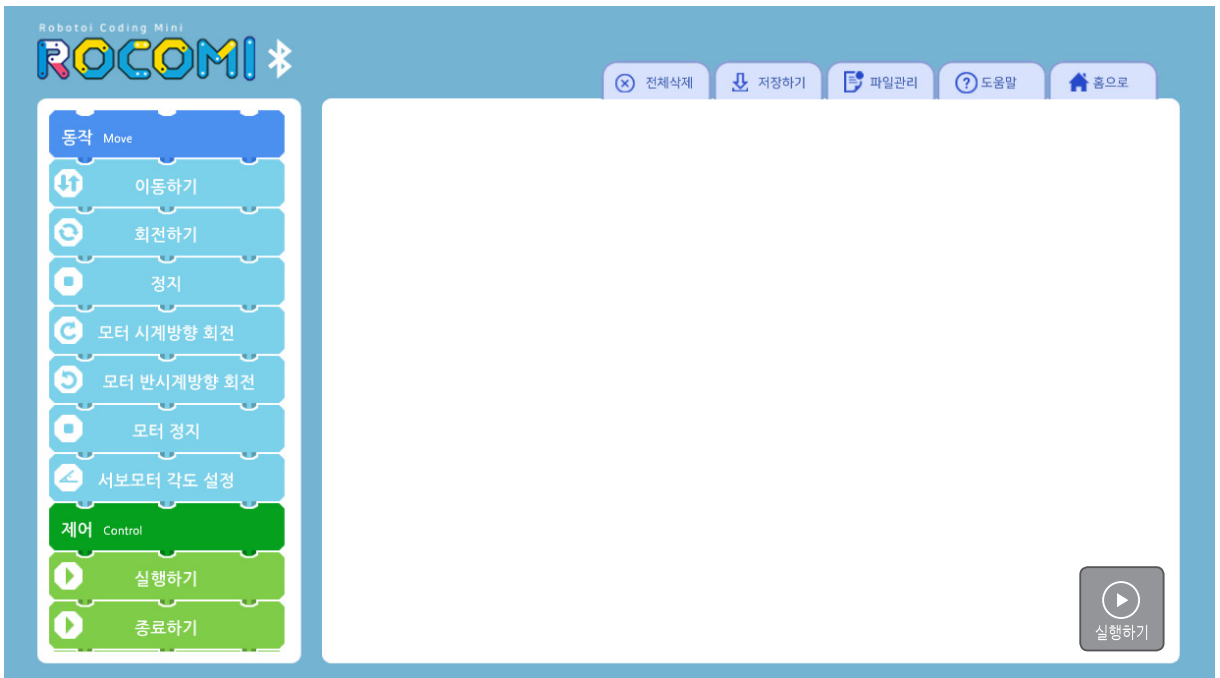 Robotoi Coding Mini
ROCOMI
전체삭제
저장하기
파일관리
도움말
홈으로
동작 Move
이동하기
회전하기
정지
모터 시계방향 회전
모터 반시계방향 회전
모터 정지
서보모터 각도 설정
제어 Control
실행하기
종료하기
실행하기